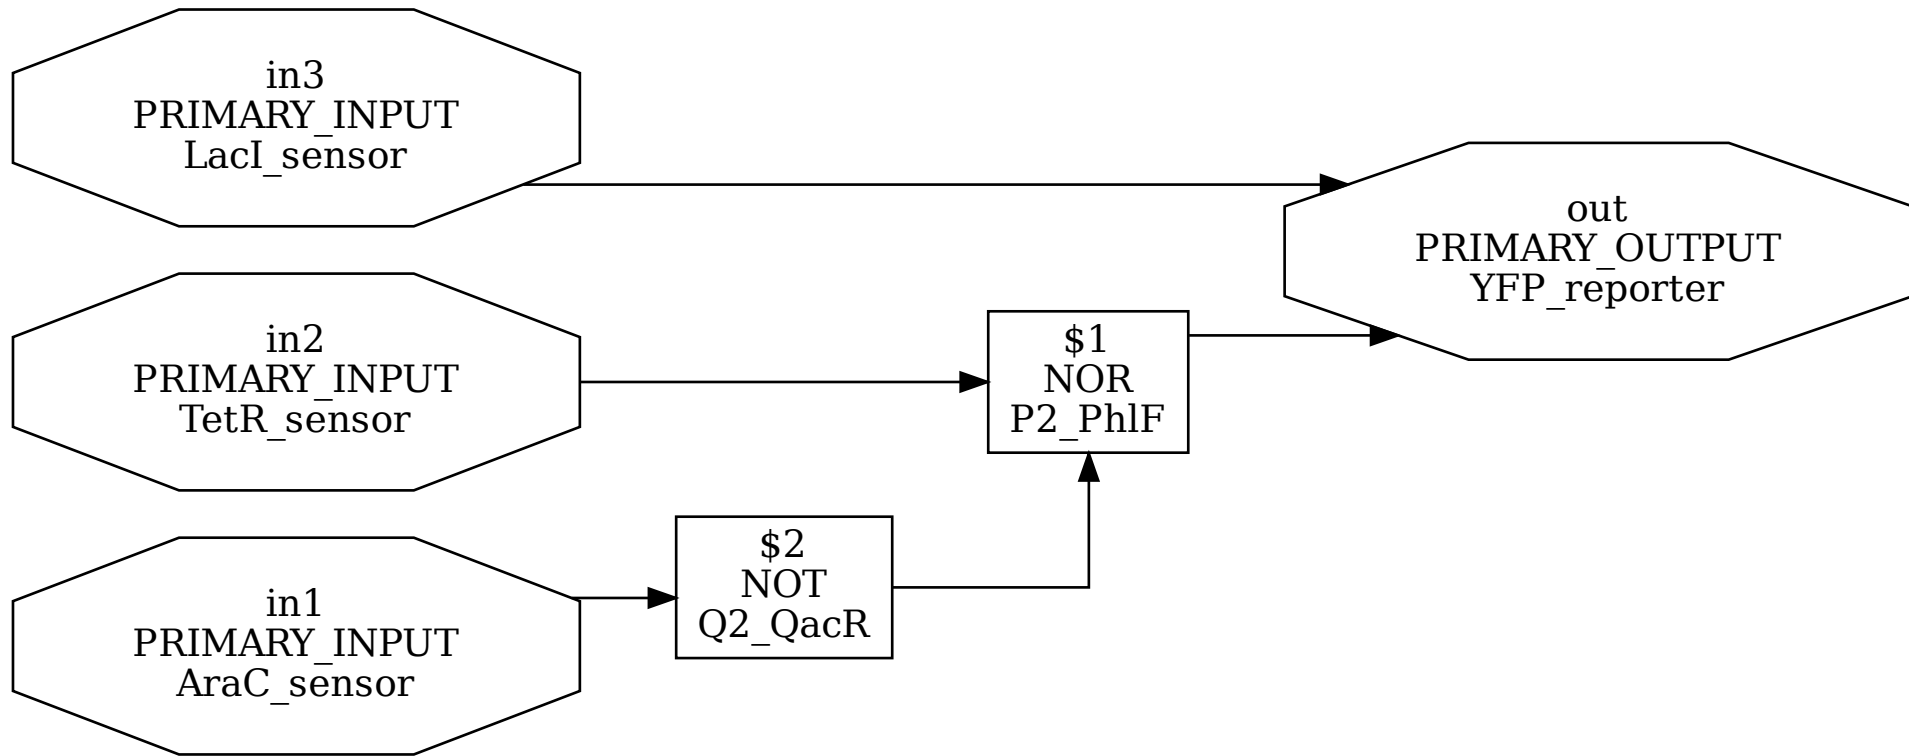 in3
PRIMARY_INPUT
LacI_sensor
out
PRIMARY_OUTPUT
YFP_reporter
in2
PRIMARY_INPUT
TetR_sensor
$1
NOR
P2_PhlF
in1
PRIMARY_INPUT
AraC_sensor
$2
NOT
Q2_QacR